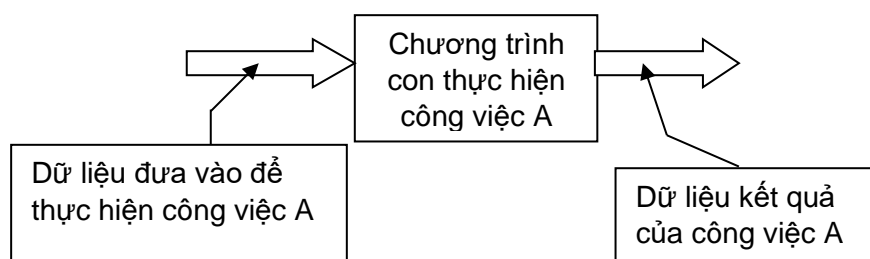 Chương trình
con thực hiện
công việc A
Dữ liệu đưa vào để
thực hiện công việc A
Dữ liệu kết quả
của công việc A